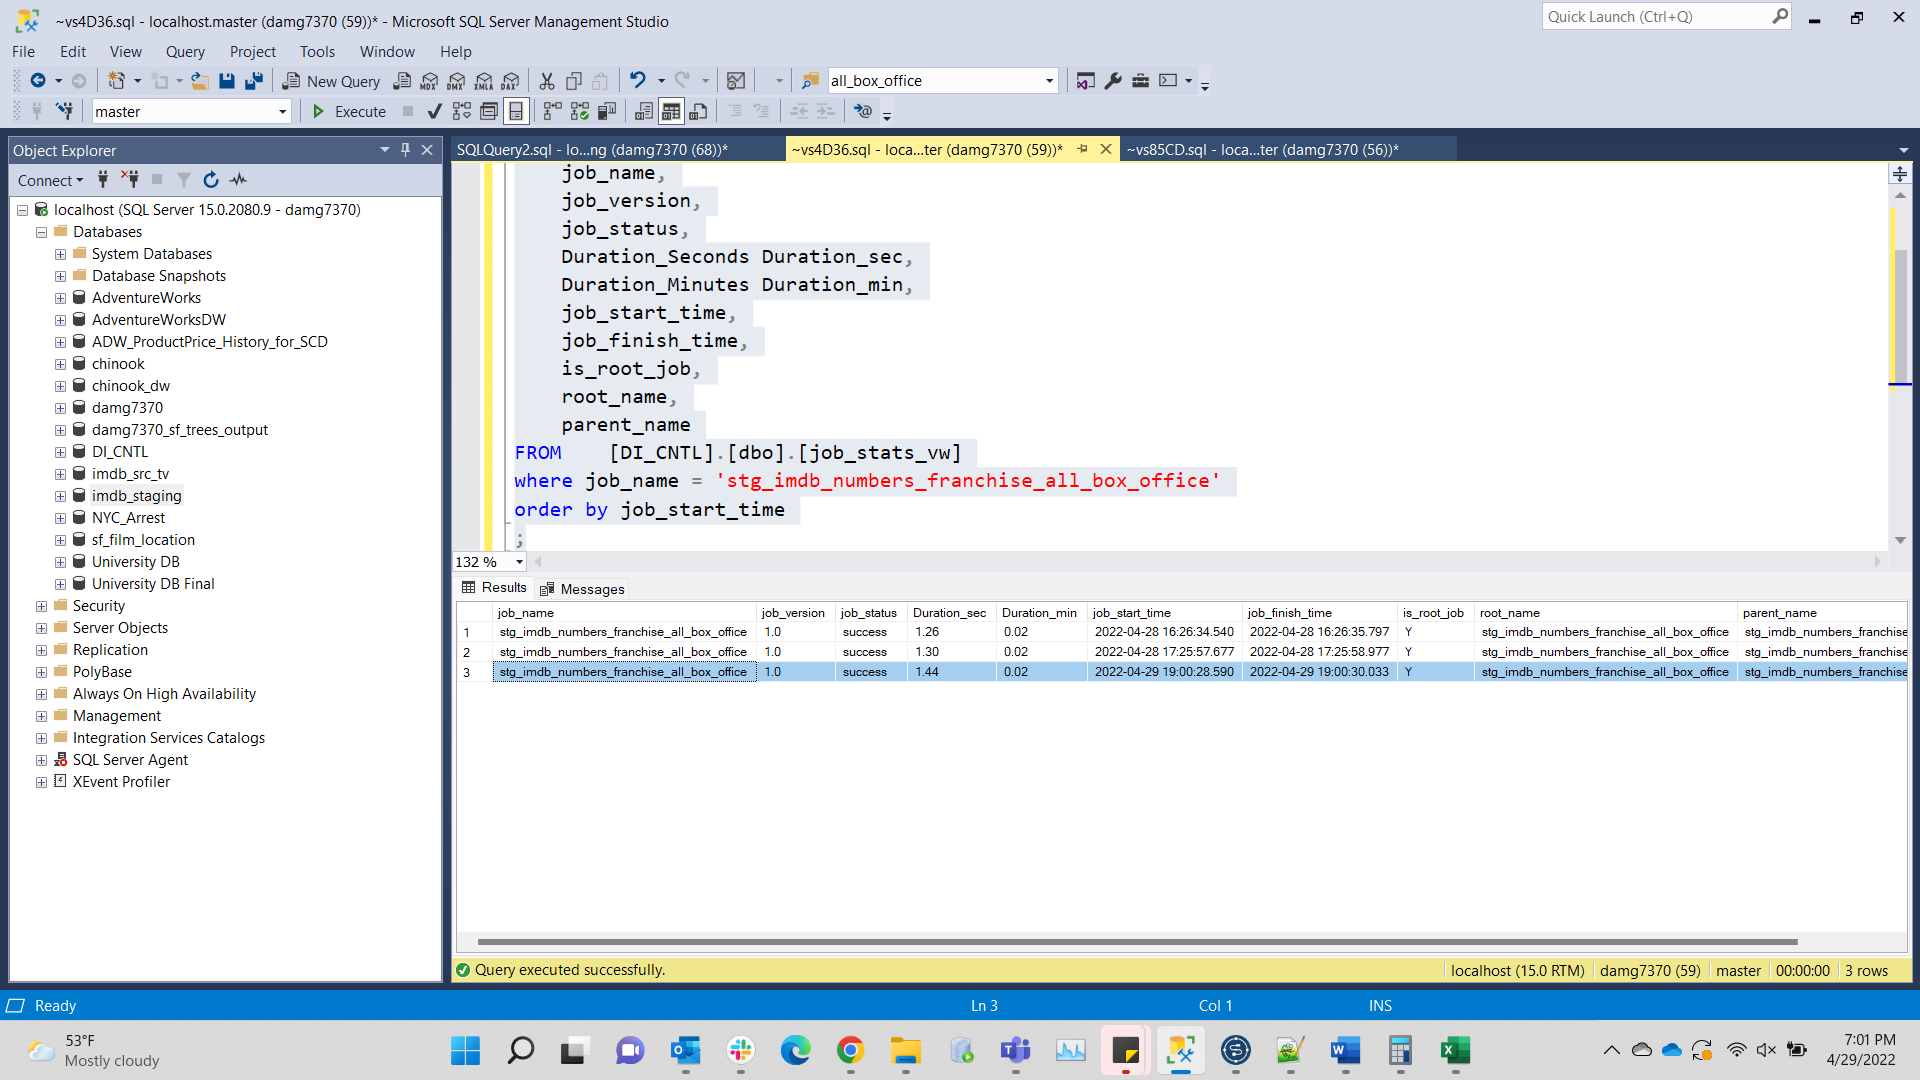 ~vs4D36.sql - localhost.master (damg7370 (59))* - Microsoft SQL Server Management Studio
Quick Launch (Ctrl+Q)
File Edit View Query Project Tools Window Help
New Query MDX DMX XMLA DAX all_box_office
master Execute
Object Explorer
Connect
localhost (SQL Server 15.0.2080.9 - damg7370)
Databases
System Databases
Database Snapshots
AdventureWorks
AdventureWorksDW
ADW_ProductPrice_History_for_SCD
chinook
chinook_dw
damg7370
damg7370_sf_trees_output
DI_CNTL
imdb_src_tv
imdb_staging
NYC_Arrest
sf_film_location
University DB
University DB Final
Security
Server Objects
Replication
PolyBase
Always On High Availability
Management
Integration Services Catalogs
SQL Server Agent
XEvent Profiler
SQLQuery2.sql - lo...ng (damg7370 (68))* ~vs4D36.sql - loca...ter (damg7370 (59))* ~vs85CD.sql - loca...ter (damg7370 (56))*
job_name,
job_version,
job_status,
Duration_Seconds Duration_sec,
Duration_Minutes Duration_min,
job_start_time,
job_finish_time,
is_root_job,
root_name,
parent_name
FROM [DI_CNTL].[dbo].[job_stats_vw]
where job_name = 'stg_imdb_numbers_franchise_all_box_office'
order by job_start_time
;
132 %
Results Messages
job_name job_version job_status Duration_sec Duration_min job_start_time job_finish_time is_root_job root_name parent_name
1 stg_imdb_numbers_franchise_all_box_office 1.0 success 1.26 0.02 2022-04-28 16:26:34.540 2022-04-28 16:26:35.797 Y stg_imdb_numbers_franchise_all_box_office stg_imdb_numbers_franchise
2 stg_imdb_numbers_franchise_all_box_office 1.0 success 1.30 0.02 2022-04-28 17:25:57.677 2022-04-28 17:25:58.977 Y stg_imdb_numbers_franchise_all_box_office stg_imdb_numbers_franchise
3 stg_imdb_numbers_franchise_all_box_office 1.0 success 1.44 0.02 2022-04-29 19:00:28.590 2022-04-29 19:00:30.033 Y stg_imdb_numbers_franchise_all_box_office stg_imdb_numbers_franchise
Query executed successfully. localhost (15.0 RTM) damg7370 (59) master 00:00:00 3 rows
Ready Ln 3 Col 1 INS
53°F
Mostly cloudy
7:01 PM
4/29/2022